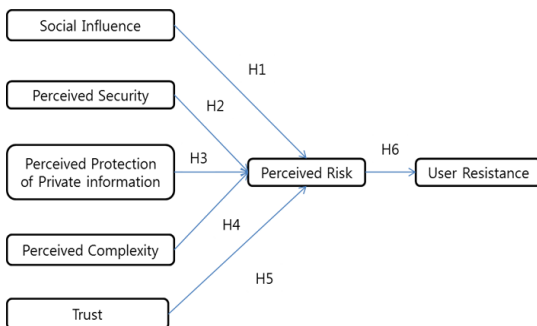 Social Influence
H1
Perceived Security
H2
Perceived Protection
of Private information
H3
Perceived Risk
H6
User Resistance
Perceived Complexity
H4
H5
Trust